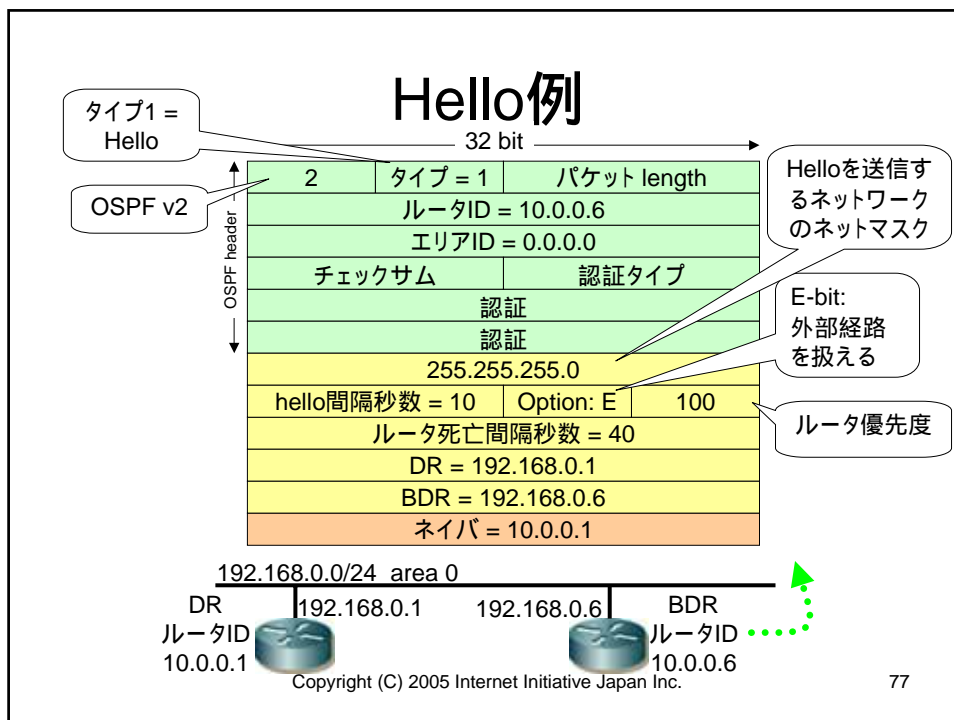 Hello例
タイプ1 =
Hello
32 bit
OSPF v2
OSPF header
2 タイプ = 1 パケット length
ルータID = 10.0.0.6
エリアID = 0.0.0.0
チェックサム 認証タイプ
認証
認証
255.255.255.0
hello間隔秒数 = 10 Option: E 100
ルータ死亡間隔秒数 = 40
DR = 192.168.0.1
BDR = 192.168.0.6
ネイバ = 10.0.0.1
Helloを送信す
るネットワーク
のネットマスク
E-bit:
外部経路
を扱える
ルータ優先度
192.168.0.0/24 area 0
DR
ルータID
10.0.0.1
192.168.0.1
192.168.0.6
BDR
ルータID
10.0.0.6
Copyright (C) 2005 Internet Initiative Japan Inc.
77